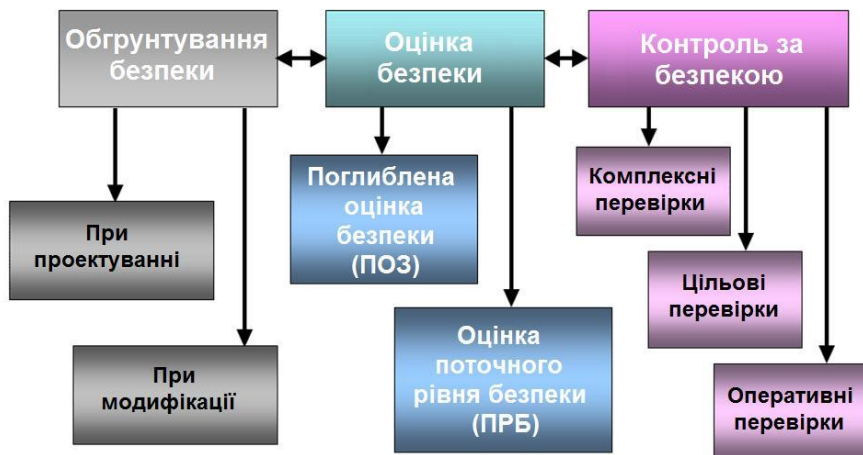 Обгрунтування
безпеки
Оцінка
безпеки
Контроль за
безпекою
Поглиблена
оцінка
безпеки
(ПОЗ)
Комплексні
перевірки
При
проектуванні
Цільові
перевірки
Оцінка
поточного
рівня безпеки
(ПРБ)
При
модифікації
Оперативні
перевірки